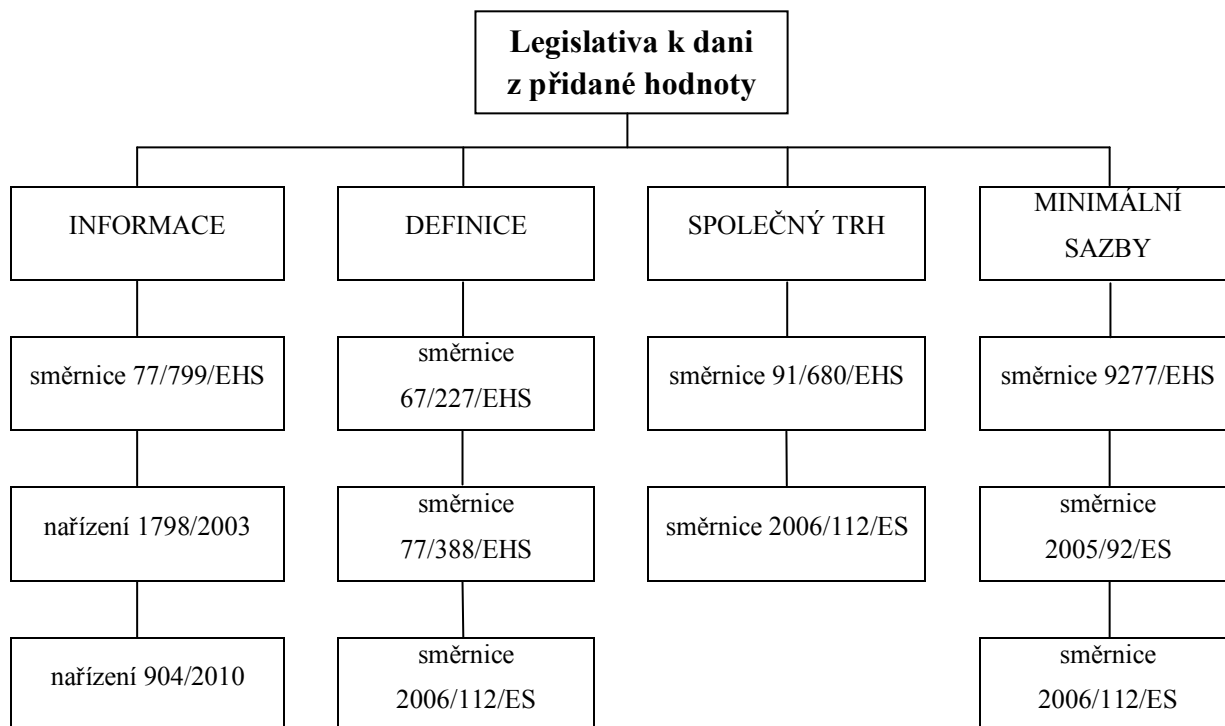 Legislativa k dani
z přidané hodnoty
INFORMACE
DEFINICE
SPOLEČNÝ TRH
MINIMÁLNÍ
SAZBY
směrnice 77/799/EHS
směrnice
67/227/EHS
směrnice 91/680/EHS
směrnice 9277/EHS
nařízení 1798/2003
směrnice
77/388/EHS
směrnice 2006/112/ES
směrnice
2005/92/ES
nařízení 904/2010
směrnice
2006/112/ES
směrnice
2006/112/ES